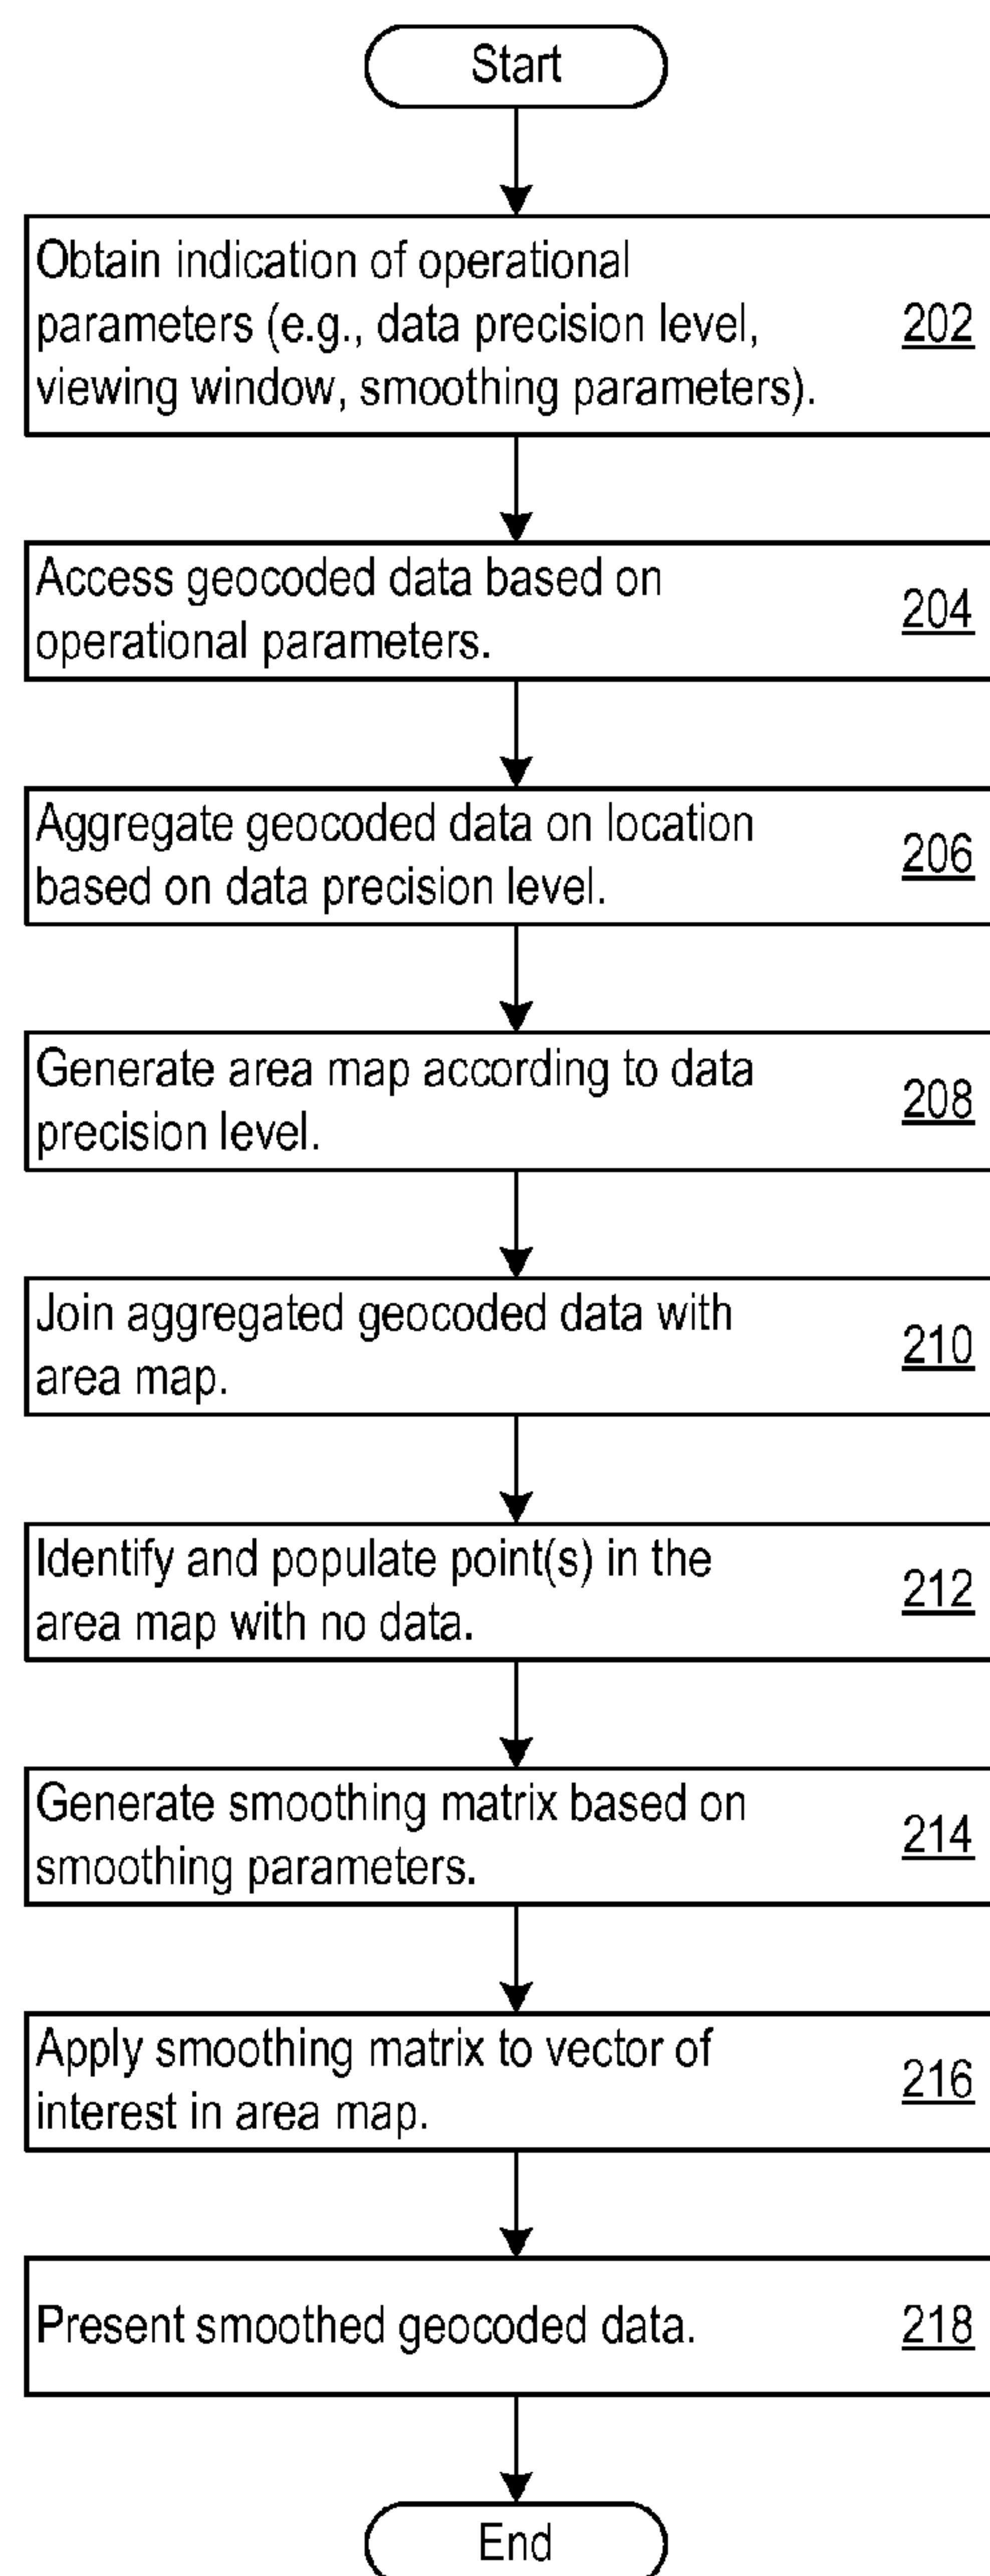 Start
Obtain indication of operational
parameters (e.g., data precision level,
viewing window, smoothing parameters).
202
Access geocoded data based on
operational parameters.
204
Aggregate geocoded data on location
based on data precision level.
206
Generate area map according to data
precision level.
208
Join aggregated geocoded data with
area map.
210
Identify and populate point(s) in the
area map with no data.
212
Generate smoothing matrix based on
smoothing parameters.
214
Apply smoothing matrix to vector of
interest in area map.
216
Present smoothed geocoded data.
218
End